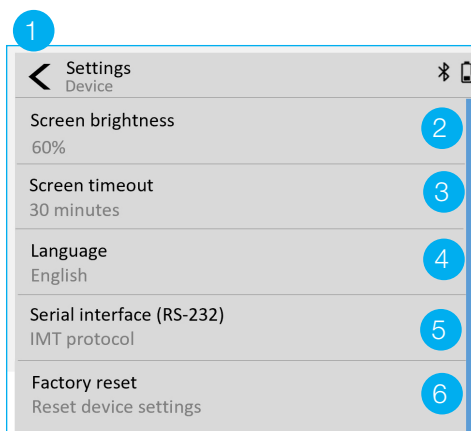 1
Settings
Device
Screen brightness
60%
2
Screen timeout
30 minutes
3
Language
English
4
Serial interface (RS-232)
IMT protocol
5
Factory reset
Reset device settings
6